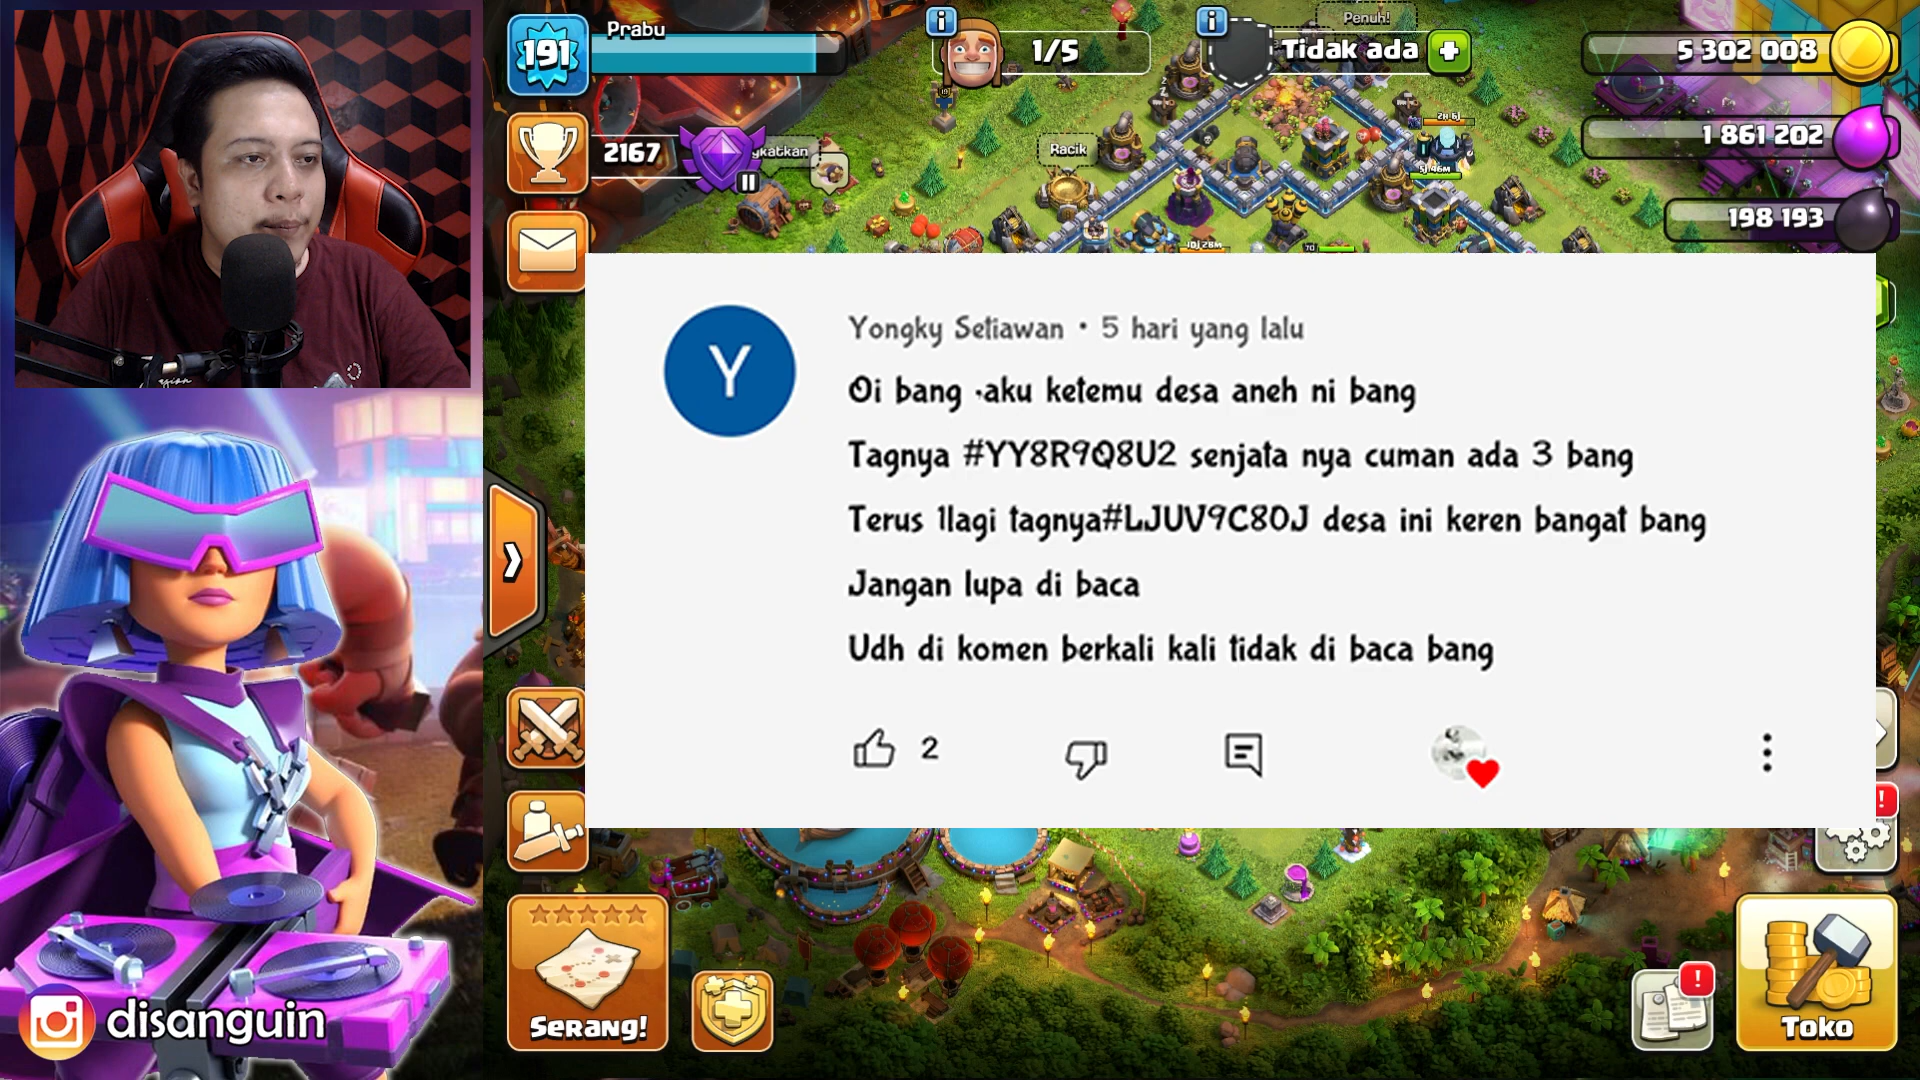 191
Prabu
1/5
Penuh!
Tidak ada
5 302 008
2167
gkatkan
Racik
1 861 202
198 193
Yongky Setiawan • 5 hari yang lalu
Oi bang .aku ketemu desa aneh ni bang
Tagnya #YY8R9Q8U2 senjata nya cuman ada 3 bang
Terus 1lagi tagnya#LJUV9C80J desa ini keren bangat bang
Jangan lupa di baca
Udh di komen berkali kali tidak di baca bang
2
Y
Serang!
Toko
disanguin